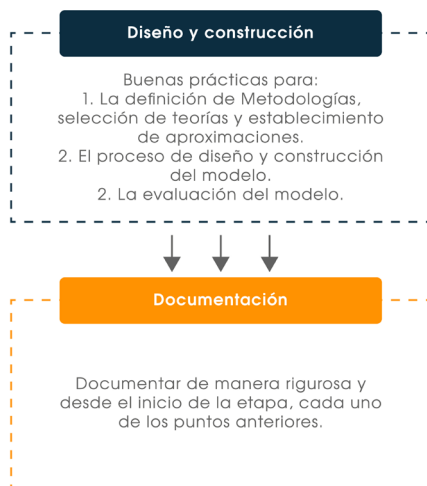 Diseño y construcción
Buenas prácticas para:
1. La definición de Metodologías,
selección de teorías y establecimiento
de aproximaciones.
2. El proceso de diseño y construcción
del modelo.
2. La evaluación del modelo.
Documentación
Documentar de manera rigurosa y
desde el inicio de la etapa, cada uno
de los puntos anteriores.